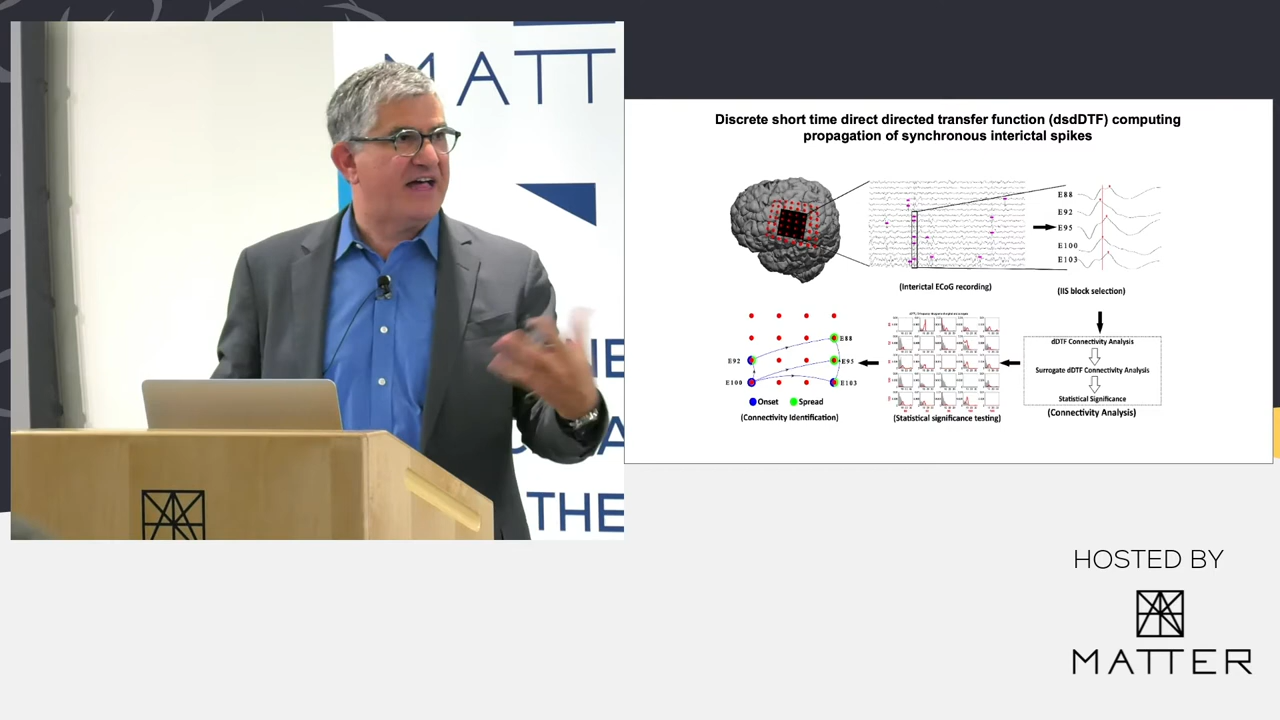 MATT
THE
Discrete short time direct directed transfer function (dsdDTF) computing
propagation of synchronous interictal spikes
E88
E92
E95
E100
E103
(Interictal ECoG recording)
(IIS block selection)
dDTF Connectivity Analysis
Surrogate dDTF Connectivity Analysis
Statistical Significance
(Connectivity Analysis)
(Statistical significance testing)
E88
E92
E95
E100
E103
Onset
Spread
(Connectivity Identification)
HOSTED BY
MATTER